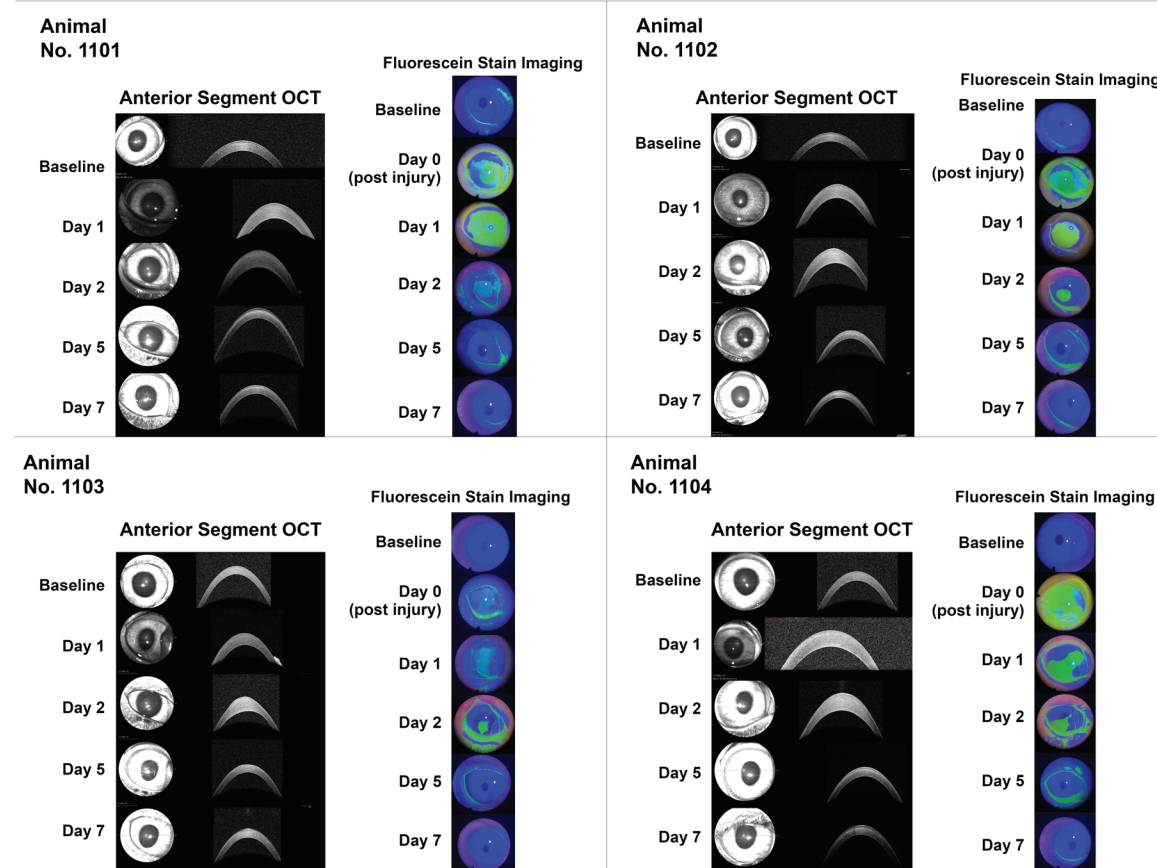 Animal
No. 1101
Anterior Segment OCT
Baseline
Day 1
Day 2
Day 5
Day 7
Fluorescein Stain Imaging
Baseline
Day 0
(post injury)
Day 1
Day 2
Day 5
Day 7
Animal
No. 1102
Anterior Segment OCT
Baseline
Day 1
Day 2
Day 5
Day 7
Fluorescein Stain Imaging
Baseline
Day 0
(post injury)
Day 1
Day 2
Day 5
Day 7
Animal
No. 1103
Anterior Segment OCT
Baseline
Day 1
Day 2
Day 5
Day 7
Fluorescein Stain Imaging
Baseline
Day 0
(post injury)
Day 1
Day 2
Day 5
Day 7
Animal
No. 1104
Anterior Segment OCT
Baseline
Day 1
Day 2
Day 5
Day 7
Fluorescein Stain Imaging
Baseline
Day 0
(post injury)
Day 1
Day 2
Day 5
Day 7